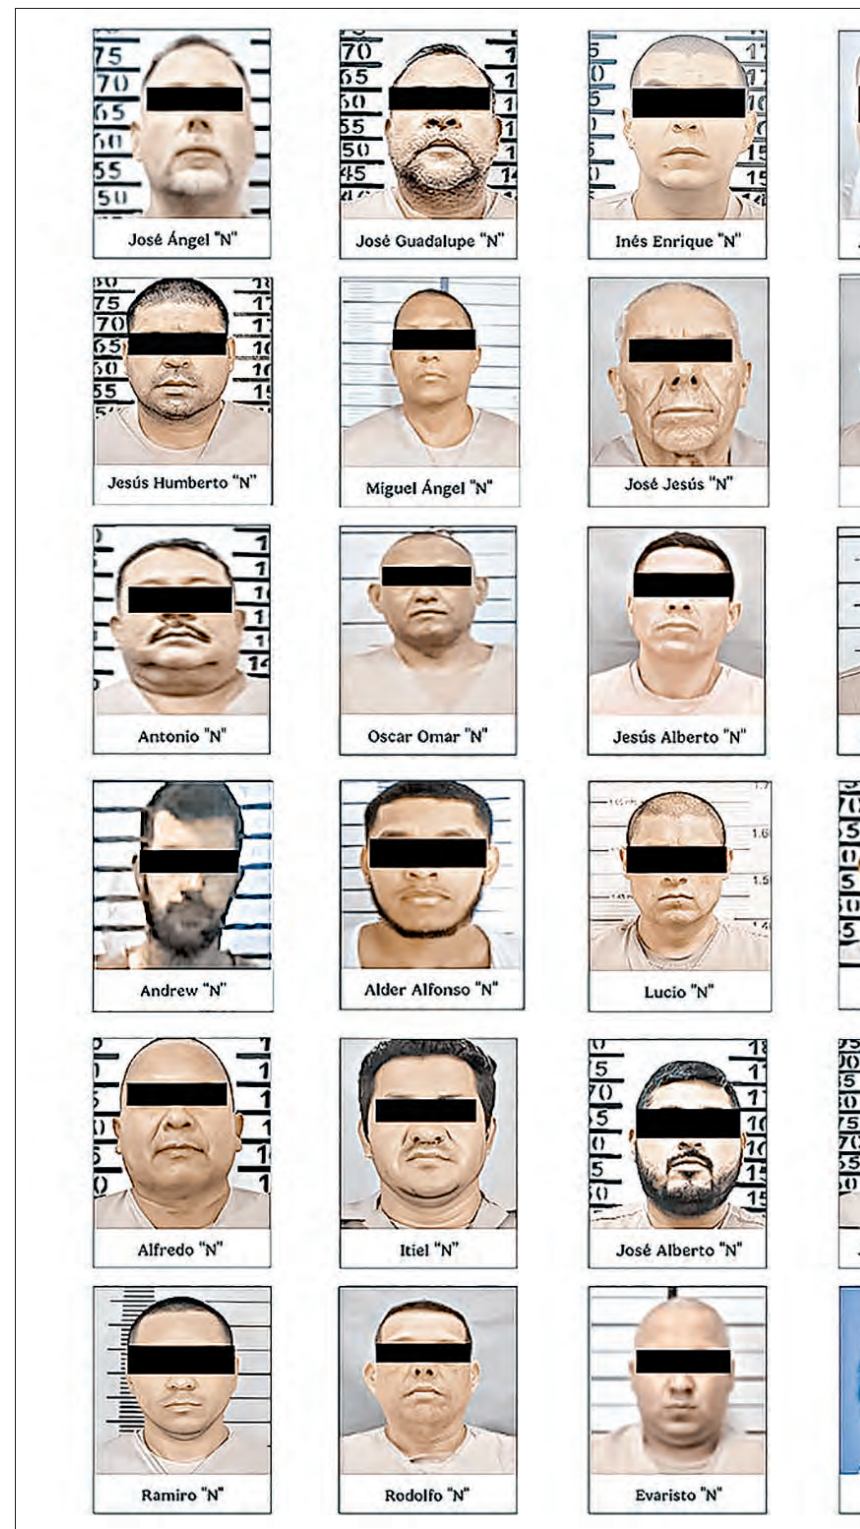 José Ángel "N"
José Guadalupe "N"
Inés Enrique "N"
Jesús Humberto "N"
Miguel Ángel "N"
José Jesús "N"
Antonio "N"
Oscar Omar "N"
Jesús Alberto "N"
Andrew "N"
Alder Alfonso "N"
Lucio "N"
Alfredo "N"
Itiel "N"
José Alberto "N"
Ramiro "N"
Rodolfo "N"
Evaristo "N"